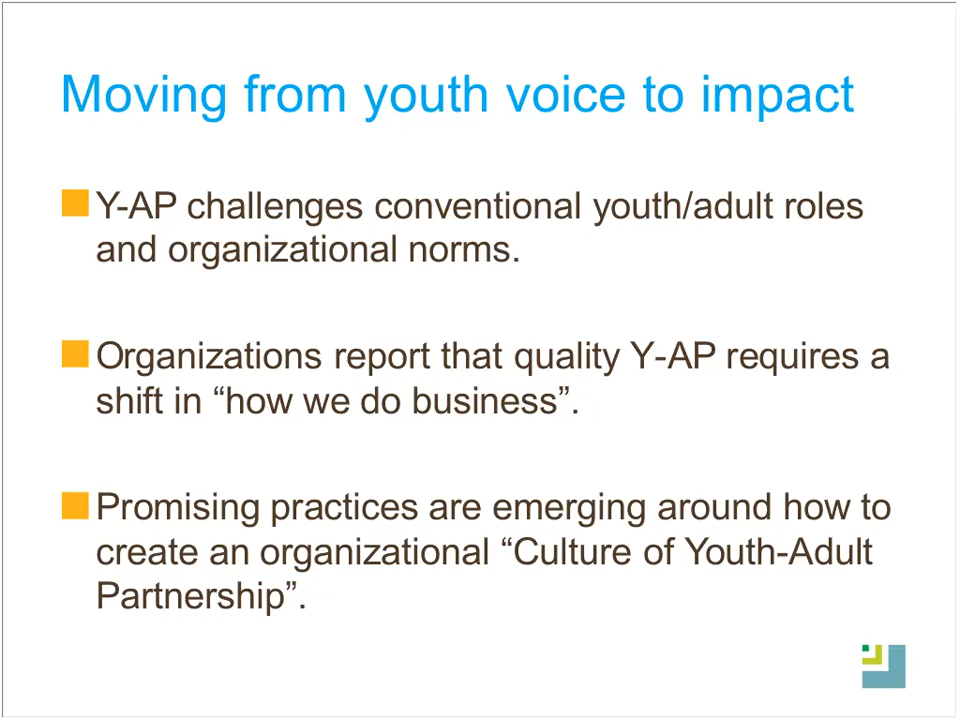 Moving from youth voice to impact
Y-AP challenges conventional youth/adult roles
and organizational norms.
Organizations report that quality Y-AP requires a
shift in “how we do business”.
Promising practices are emerging around how to
create an organizational “Culture of Youth-Adult
Partnership”.